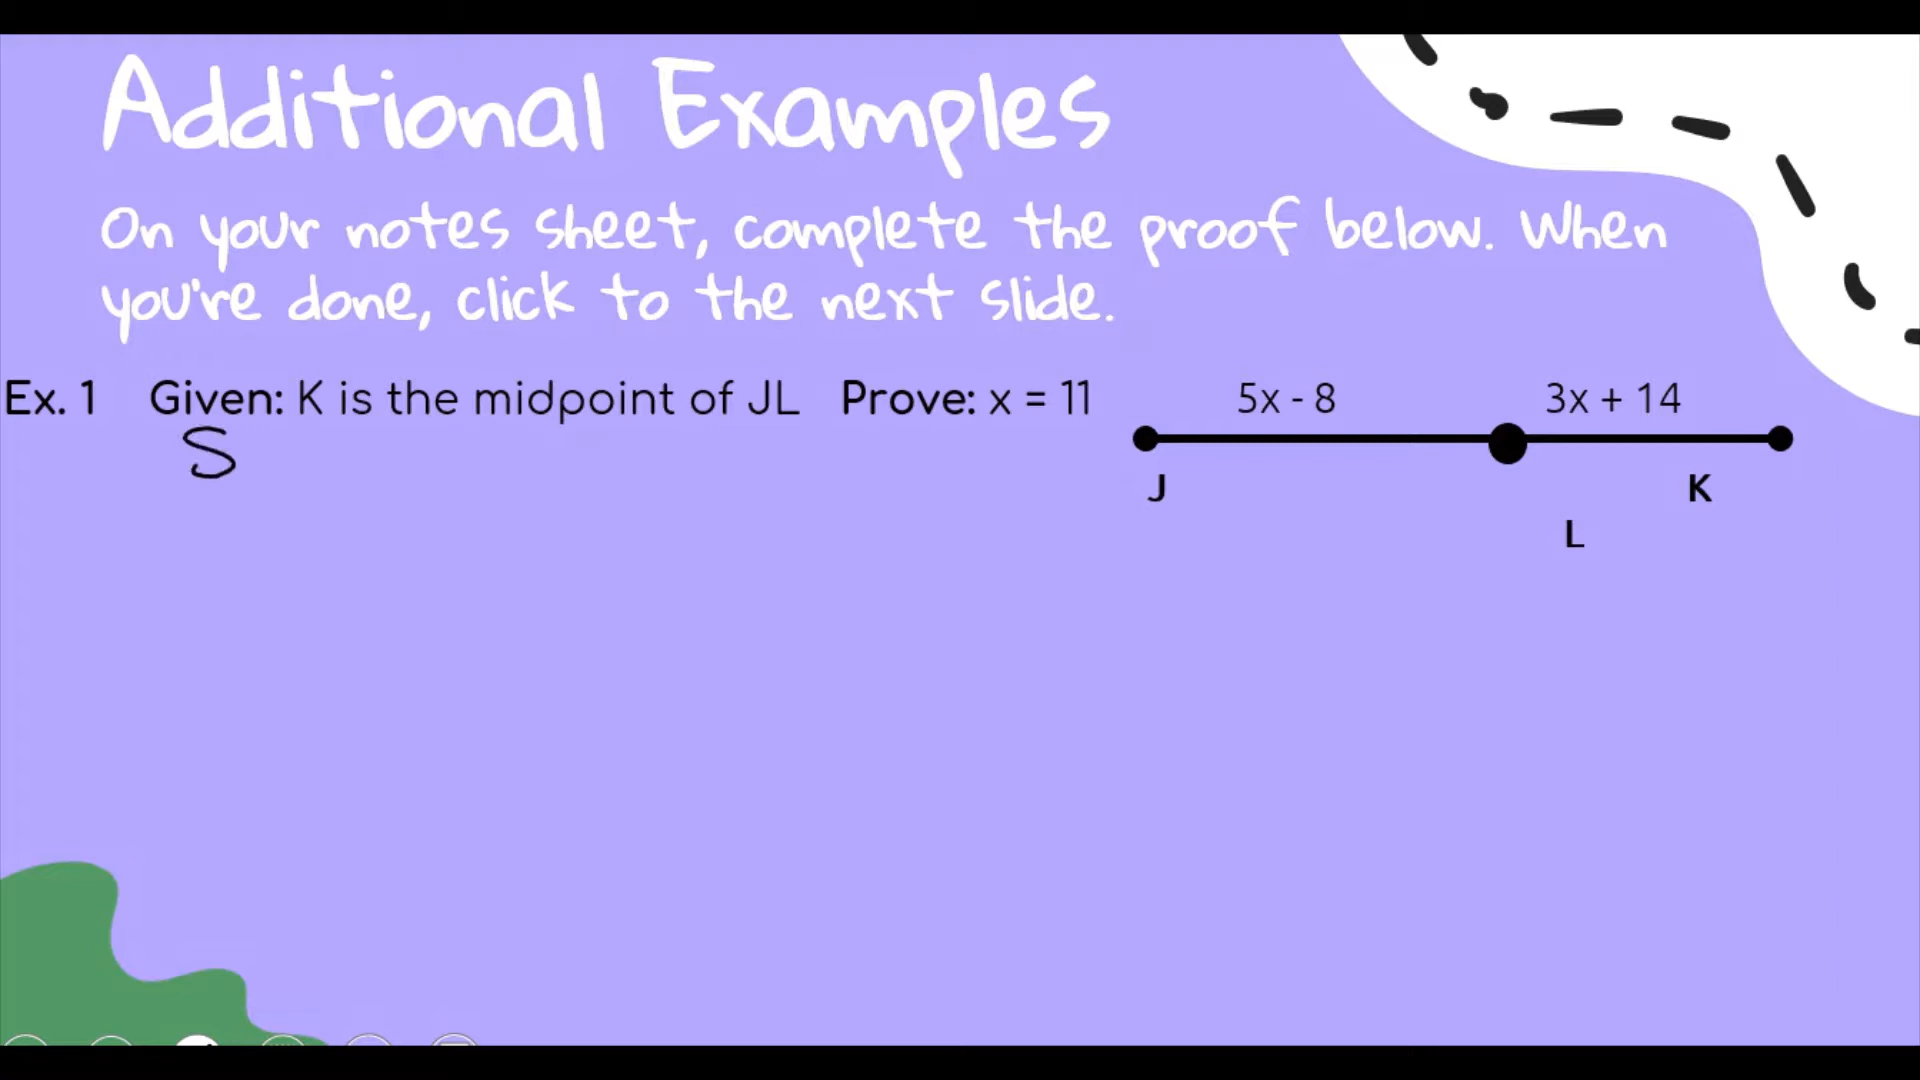 Additional Examples
On your notes sheet, complete the proof below. When
you're done, click to the next slide.
Ex. 1 Given: K is the midpoint of JL Prove: x = 11
5x - 8 3x + 14
S
J K
L